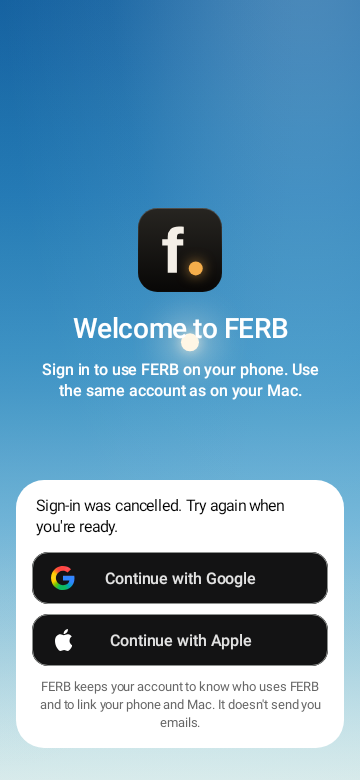 f.
Welcome to FERB
Sign in to use FERB on your phone. Use
the same account as on your Mac.
Sign-in was cancelled. Try again when
you're ready.
Continue with Google
Continue with Apple
FERB keeps your account to know who uses FERB
and to link your phone and Mac. It doesn't send you
emails.